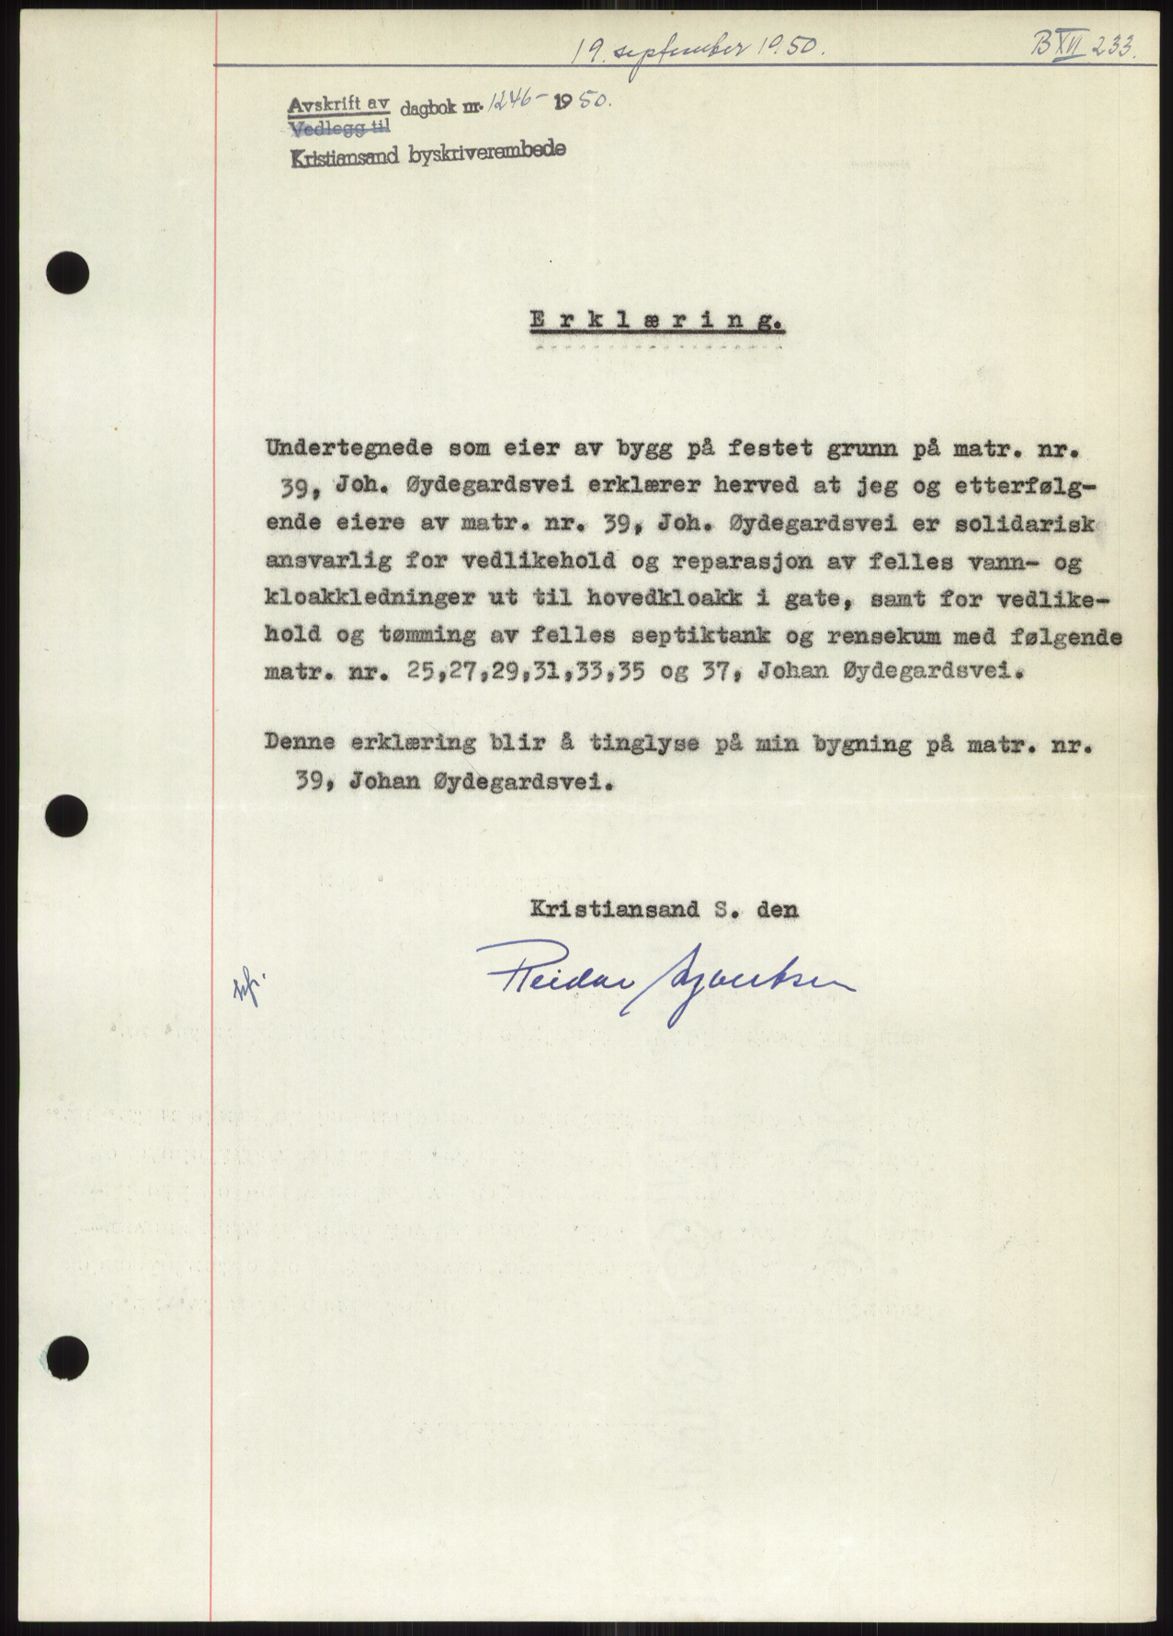 19. september 1950. B XII 233.
Avskrift av dagbok nr. 1246-1950.
Vedlegg til
Kristiansand byskriverembede
Erklæring.
Undertegnede som eier av bygg på festet grunn på matr. nr.
39, Joh. Øydegardsvei erklærer herved at jeg og etterfølg-
ende eiere av matr. nr. 39, Joh. Øydegardsvei er solidarisk
ansvarlig for vedlikehold og reparasjon av felles vann- og
kloakkledninger ut til hovedkloakk i gate, samt for vedlike-
hold og tømming av felles septiktank og rensekum med følgende
matr. nr. 25,27,29,31,33,35 og 37, Johan Øydegardsvei.
Denne erklæring blir å tinglyse på min bygning på matr. nr.
39, Johan Øydegardsvei.
Kristiansand S. den
Reidar